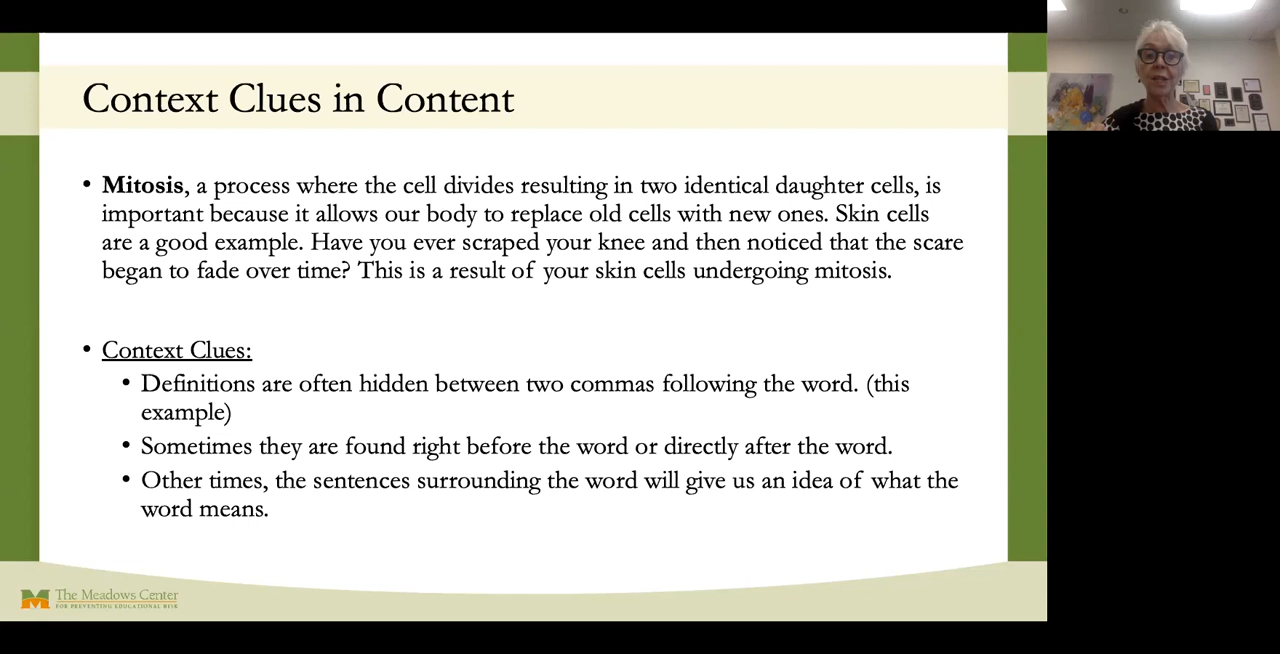 Context Clues in Content
• Mitosis, a process where the cell divides resulting in two identical daughter cells, is
important because it allows our body to replace old cells with new ones. Skin cells
are a good example. Have you ever scraped your knee and then noticed that the scare
began to fade over time? This is a result of your skin cells undergoing mitosis.
• Context Clues:
• Definitions are often hidden between two commas following the word. (this
example)
• Sometimes they are found right before the word or directly after the word.
• Other times, the sentences surrounding the word will give us an idea of what the
word means.
The Meadows Center
FOR PREVENTING EDUCATIONAL RISK